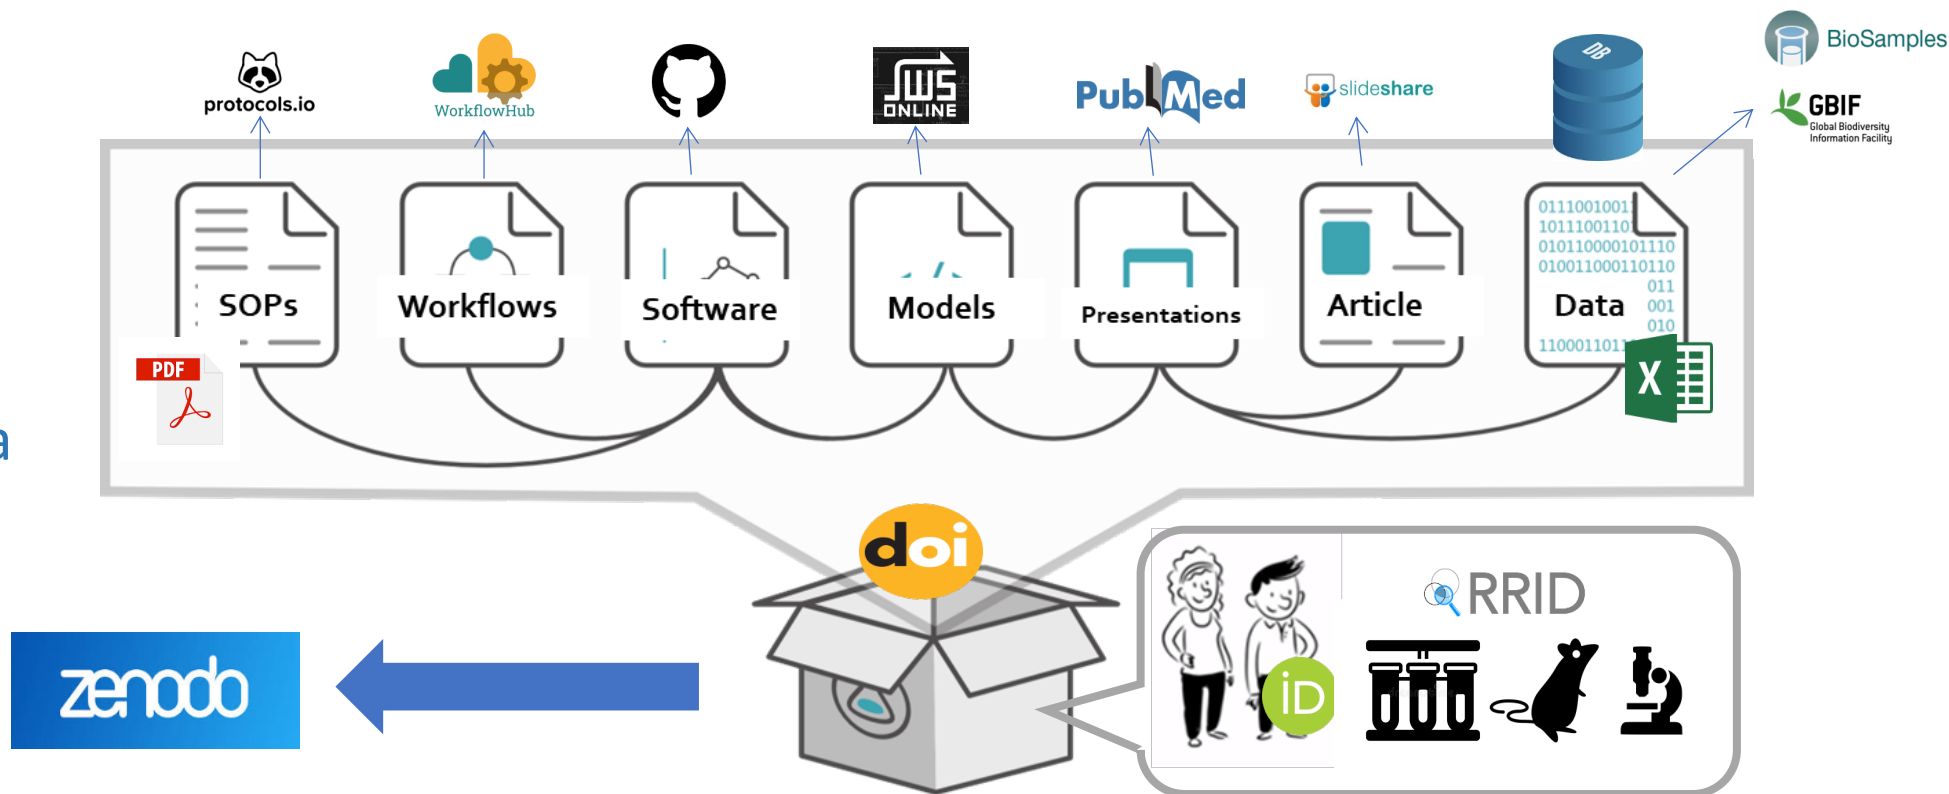 protocols.io
WorkflowHub
JWS
ONLINE
PubMed
slideshare
DB
BioSamples
GBIF
Global Biodiversity
Information Facility
SOPs
Workflows
Software
</>
Models
Presentations
Article
01110010011
1011100110
010110000101110
010011000110110
011
001
010
Data
1100011011
PDF
X
a
doi
zenodo
iD
RRID